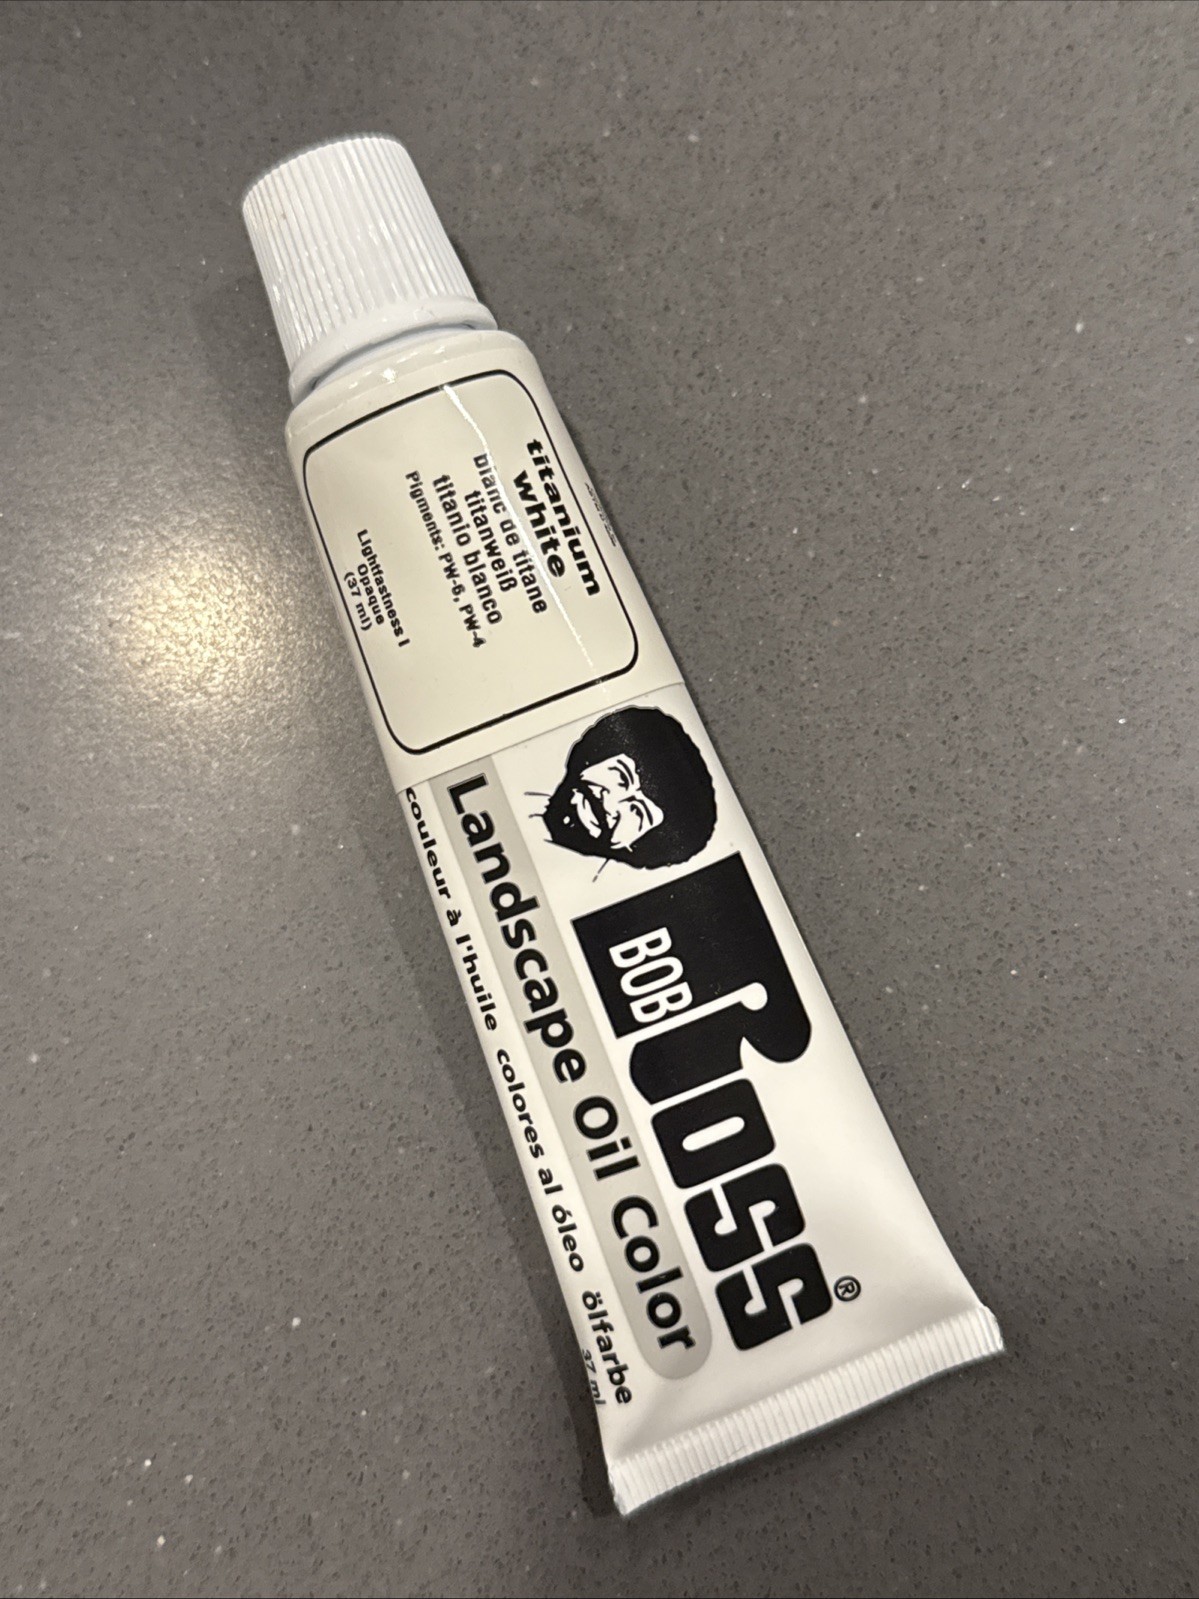 titanium
white
blanc de titane
titanweiß
titanio blanco
Pigments: PW-6, PW-4
Lightfastness I
Opaque
(37 ml)
BOB
Ross®
Landscape Oil Color
couleur à l'huile colores al óleo ölfarbe
37 ml